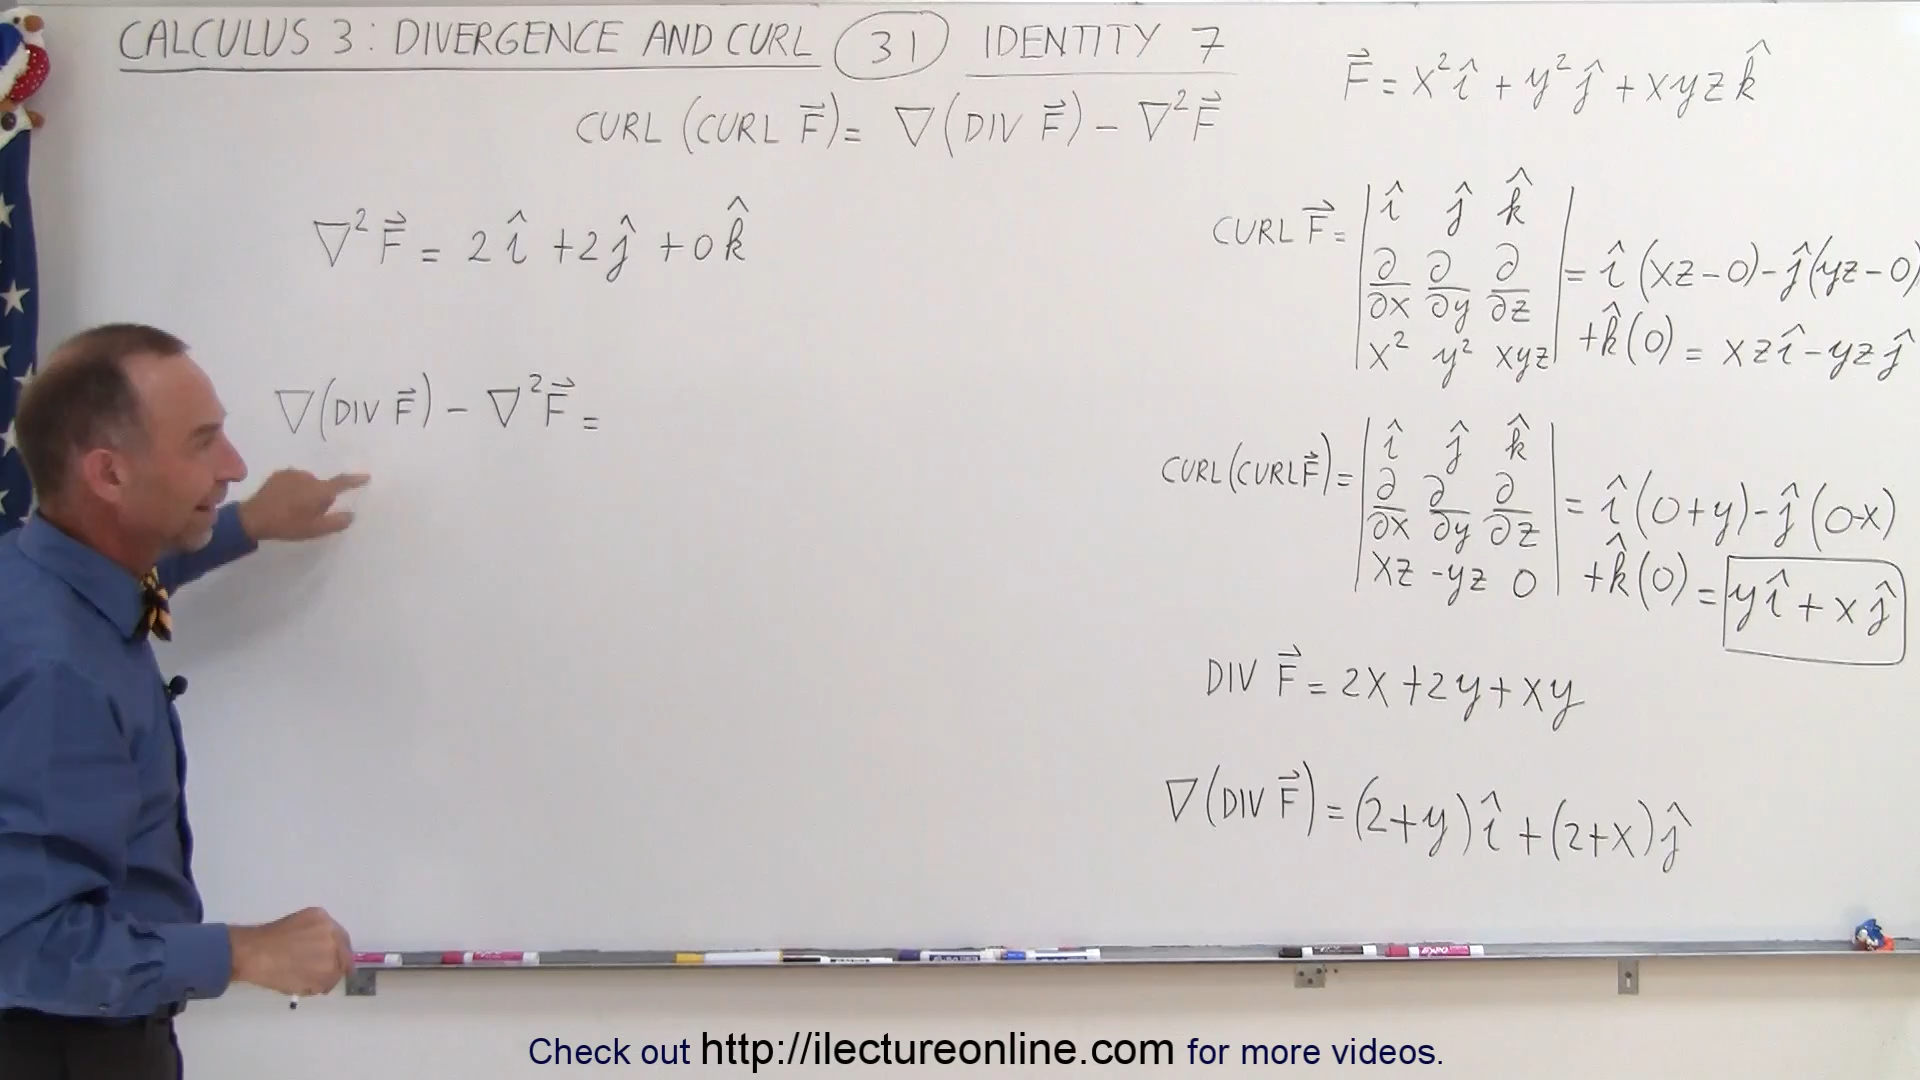 CALCULUS 3: DIVERGENCE AND CURL 31 IDENTITY 7
CURL (CURL F⃗) = ∇(DIV F⃗) - ∇²F⃗
∇²F⃗ = 2î + 2ĵ + 0k̂
∇(DIV F⃗) - ∇²F⃗ =
F⃗ = x²î + y²ĵ + xyzk̂
CURL F⃗ = | î ĵ k̂ |
| ∂/∂x ∂/∂y ∂/∂z | = î(xz-0) - ĵ(yz-0)
| x² y² xyz | + k̂(0) = xzî - yzĵ
CURL(CURL F⃗) = | î ĵ k̂ |
| ∂/∂x ∂/∂y ∂/∂z | = î(0+y) - ĵ(0-x)
| xz -yz 0 | + k̂(0) = yî + xĵ
DIV F⃗ = 2x + 2y + xy
∇(DIV F⃗) = (2+y)î + (2+x)ĵ
Check out http://ilectureonline.com for more videos.